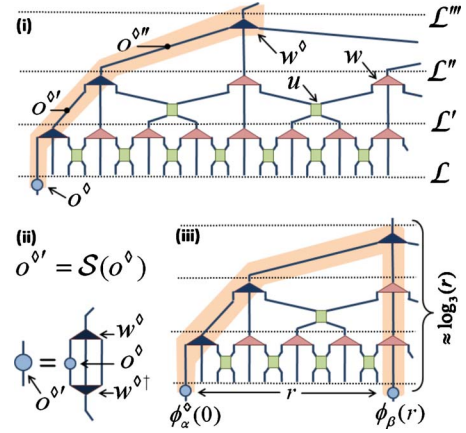 (i)
ℒ'''
o◊''
w◊
w
ℒ''
u
o◊'
ℒ'
ℒ
o◊
(ii)
o◊' = S(o◊)
w◊
= o◊
o◊'
w◊†
(iii)
≈ log₃(r)
r
ϕ◊α(0)
ϕβ(r)